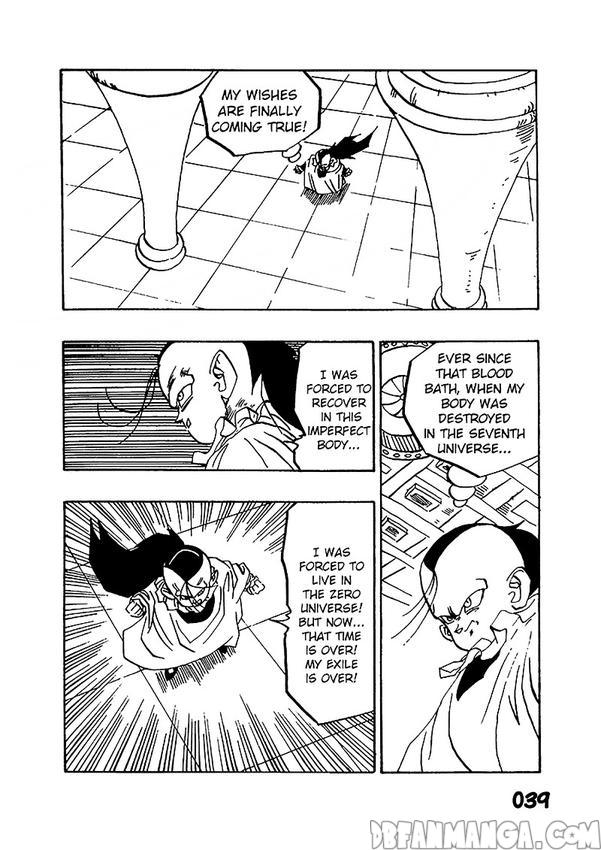 MY WISHES
ARE FINALLY
COMING TRUE!
EVER SINCE
THAT BLOOD
BATH, WHEN MY
BODY WAS
DESTROYED
IN THE SEVENTH
UNIVERSE...
I WAS
FORCED TO
RECOVER
IN THIS
IMPERFECT
BODY...
I WAS
FORCED TO
LIVE IN
THE ZERO
UNIVERSE!
BUT NOW...
THAT TIME
IS OVER!
MY EXILE
IS OVER!
039
DBFANMANGA.COM